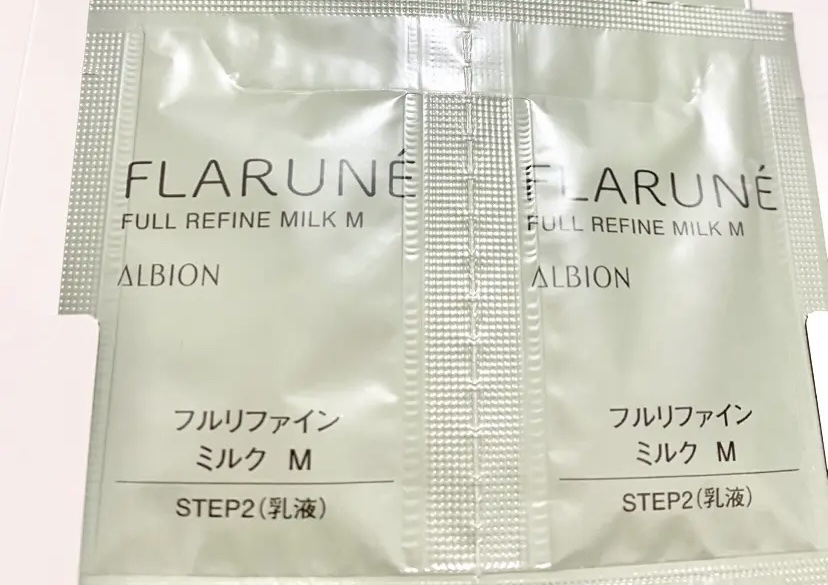 FLARUNÉ
FULL REFINE MILK M
ALBION
フルリファイン
ミルク M
STEP2(乳液)
FLARUNÉ
FULL REFINE MILK M
ALBION
フルリファイン
ミルク M
STEP2(乳液)